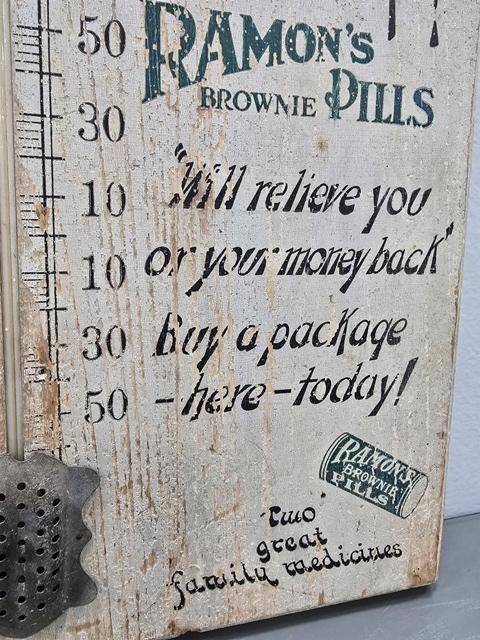 50
30
10
10
30
50
RAMON'S
BROWNIE PILLS
"Will relieve you
or your money back"
Buy a package
-here-today!
RAMON'S
BROWNIE
PILLS
Two
great
family medicines